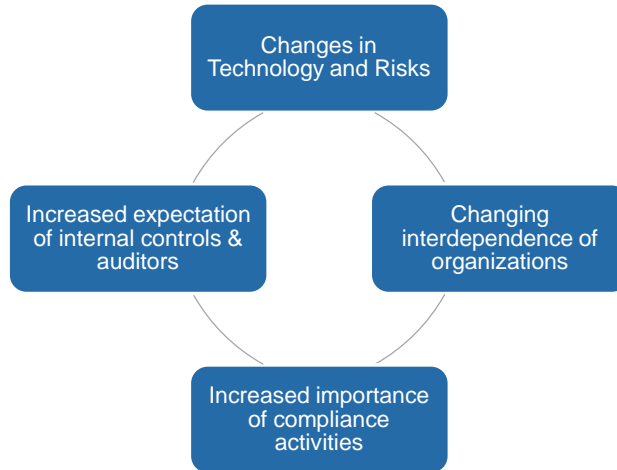 Changes in
Technology and Risks
Increased expectation
of internal controls &
auditors
Changing
interdependence of
organizations
Increased importance
of compliance
activities